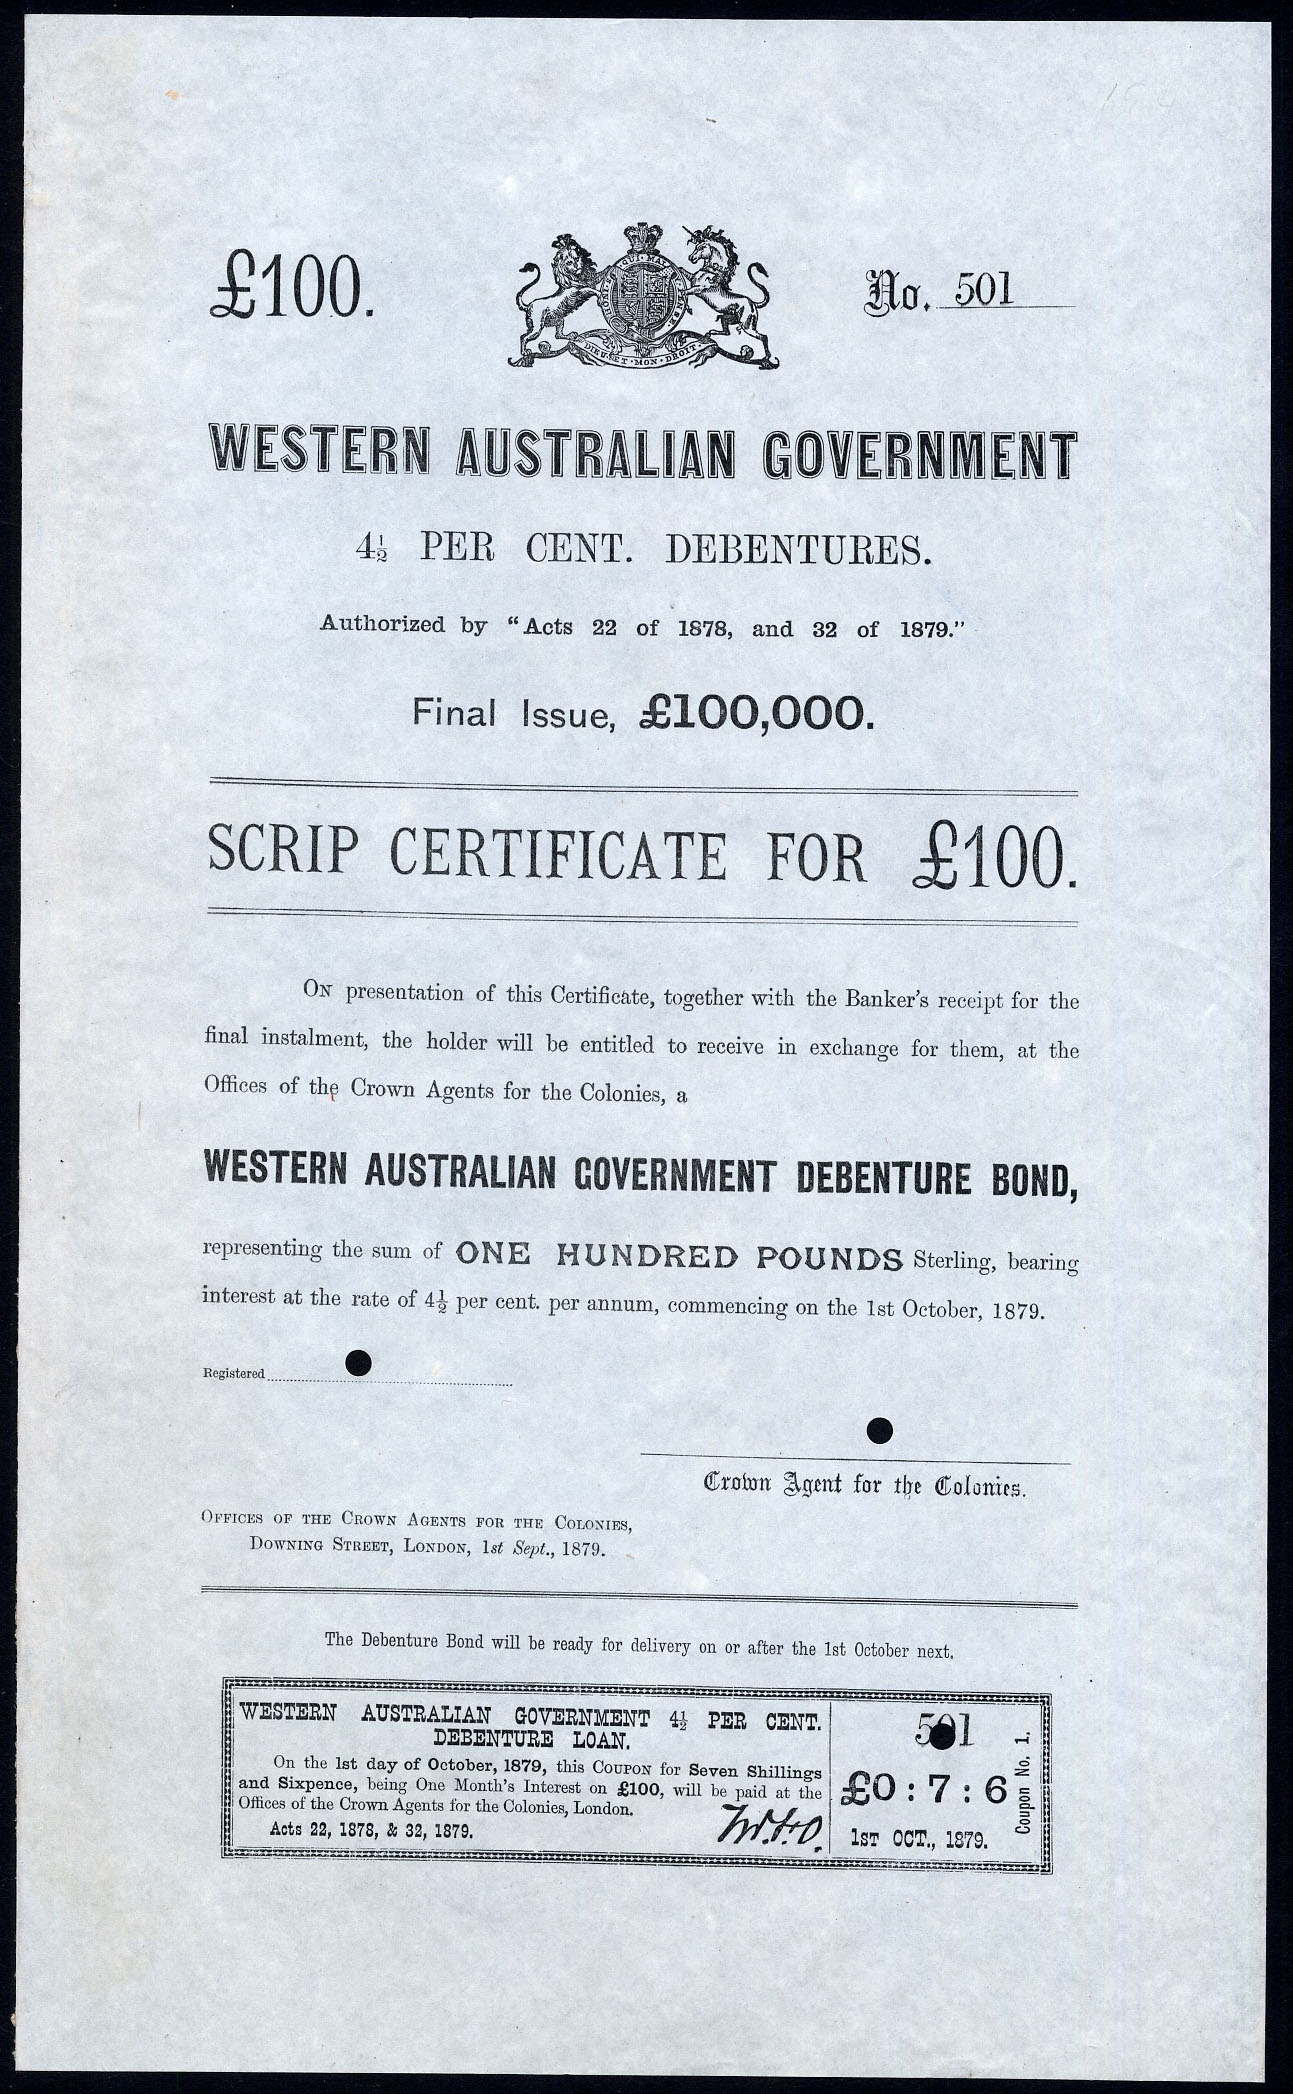 £100.
QUI MAL
DIEU ET MON DROIT
No. 501
WESTERN AUSTRALIAN GOVERNMENT
4½ PER CENT. DEBENTURES.
Authorized by "Acts 22 of 1878, and 32 of 1879."
Final Issue, £100,000.
SCRIP CERTIFICATE FOR £100.
ON presentation of this Certificate, together with the Banker's receipt for the
final instalment, the holder will be entitled to receive in exchange for them, at the
Offices of the Crown Agents for the Colonies, a
WESTERN AUSTRALIAN GOVERNMENT DEBENTURE BOND,
representing the sum of ONE HUNDRED POUNDS Sterling, bearing
interest at the rate of 4½ per cent. per annum, commencing on the 1st October, 1879.
Registered
Crown Agent for the Colonies.
OFFICES OF THE CROWN AGENTS FOR THE COLONIES,
DOWNING STREET, LONDON, 1st Sept., 1879.
The Debenture Bond will be ready for delivery on or after the 1st October next.
WESTERN AUSTRALIAN GOVERNMENT 4½ PER CENT.
DEBENTURE LOAN.
On the 1st day of October, 1879, this COUPON for Seven Shillings
and Sixpence, being One Month's Interest on £100, will be paid at the
Offices of the Crown Agents for the Colonies, London.
Acts 22, 1878, & 32, 1879.
501
£0 : 7 : 6
1ST OCT., 1879.
Coupon No. 1.